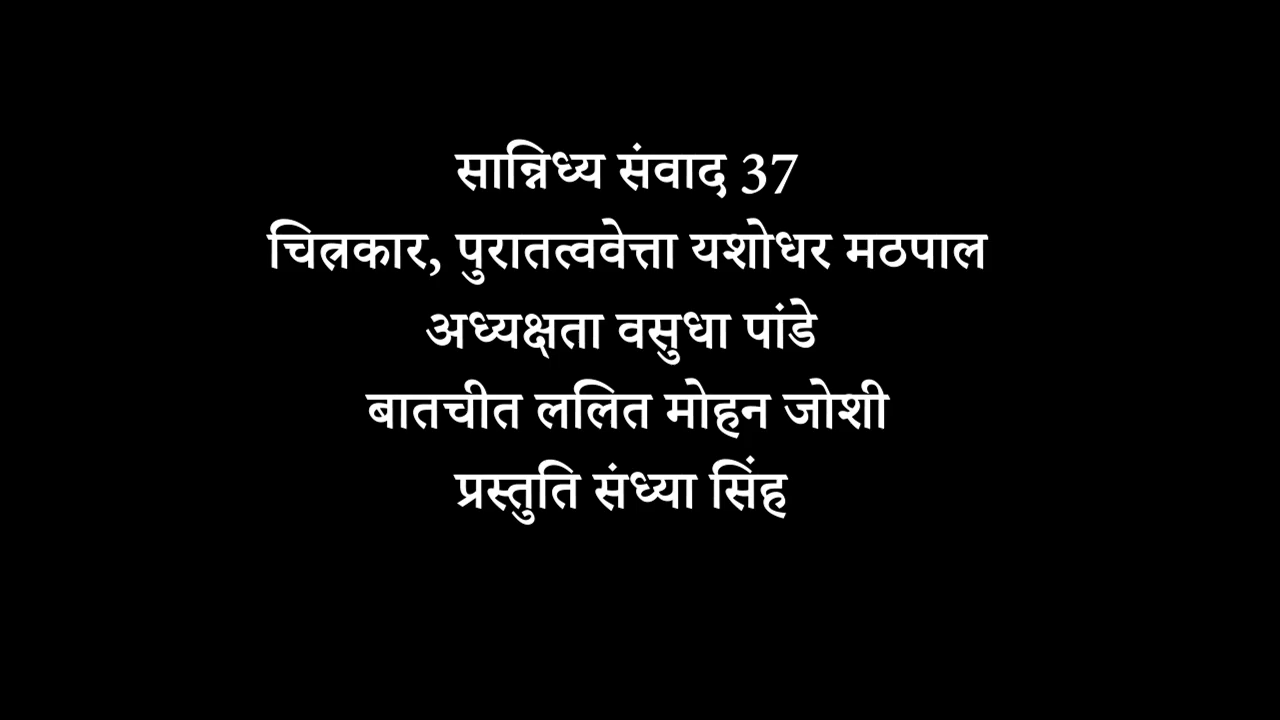 सान्निध्य संवाद 37
चित्रकार, पुरातत्ववेत्ता यशोधर मठपाल
अध्यक्षता वसुधा पांडे
बातचीत ललित मोहन जोशी
प्रस्तुति संध्या सिंह